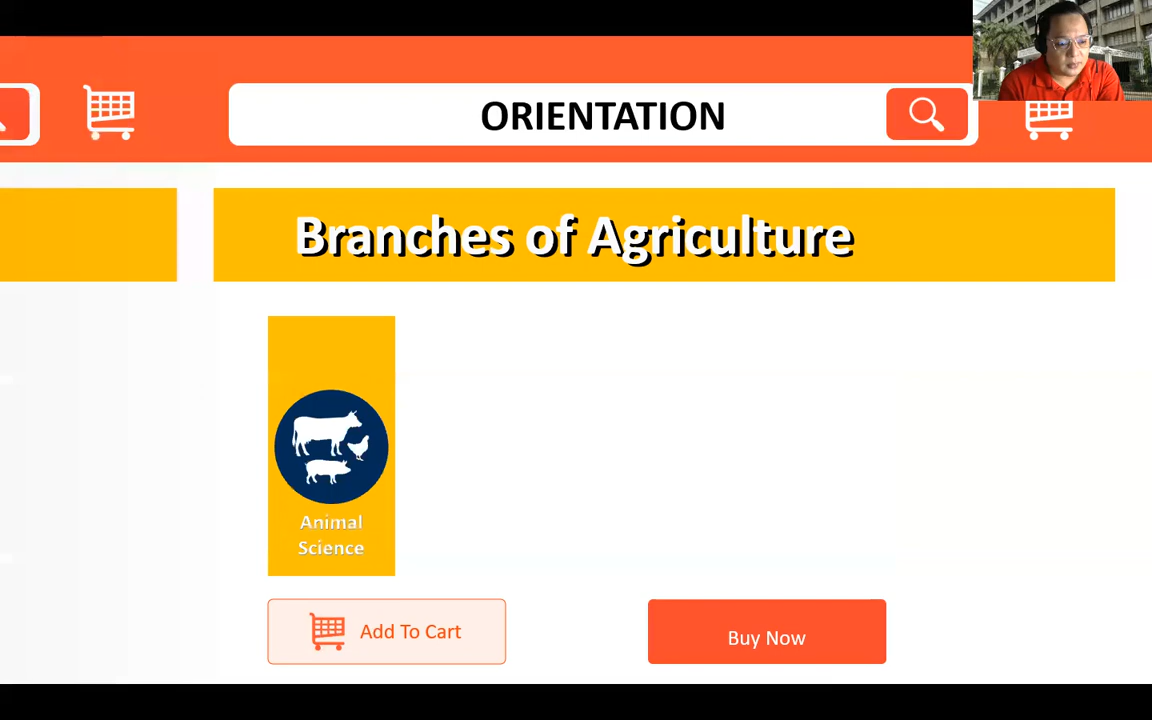 ORIENTATION
Branches of Agriculture
Animal
Science
Add To Cart
Buy Now